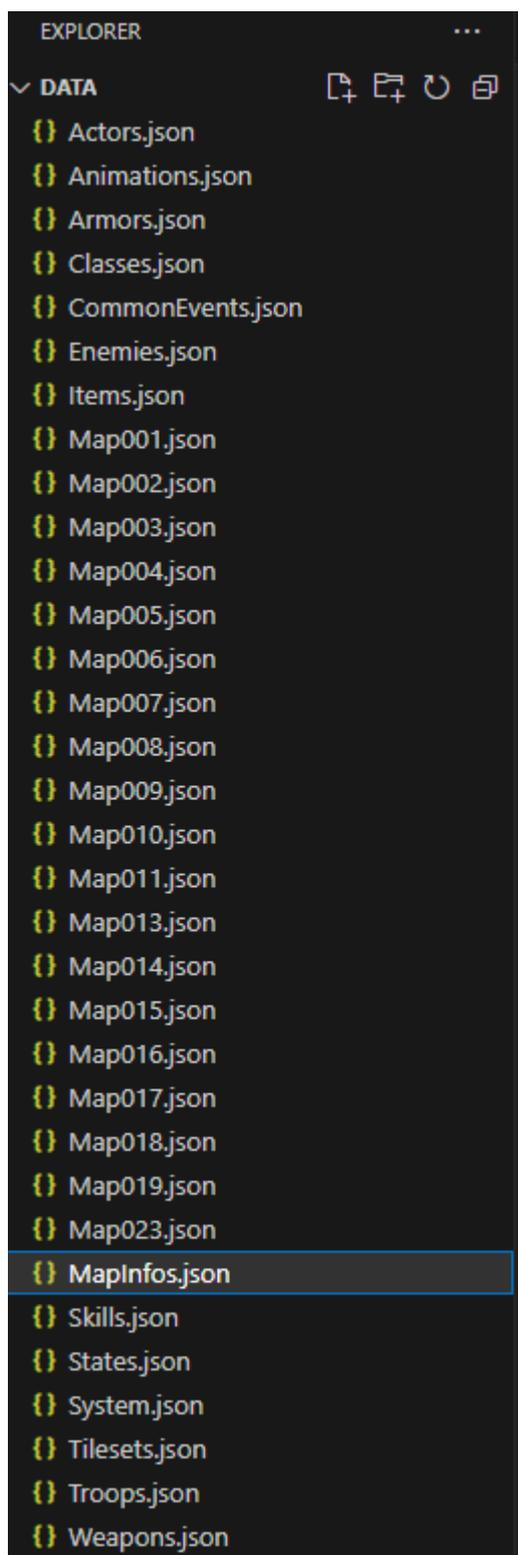 EXPLORER
DATA
{} Actors.json
{} Animations.json
{} Armors.json
{} Classes.json
{} CommonEvents.json
{} Enemies.json
{} Items.json
{} Map001.json
{} Map002.json
{} Map003.json
{} Map004.json
{} Map005.json
{} Map006.json
{} Map007.json
{} Map008.json
{} Map009.json
{} Map010.json
{} Map011.json
{} Map013.json
{} Map014.json
{} Map015.json
{} Map016.json
{} Map017.json
{} Map018.json
{} Map019.json
{} Map023.json
{} MapInfos.json
{} Skills.json
{} States.json
{} System.json
{} Tilesets.json
{} Troops.json
{} Weapons.json